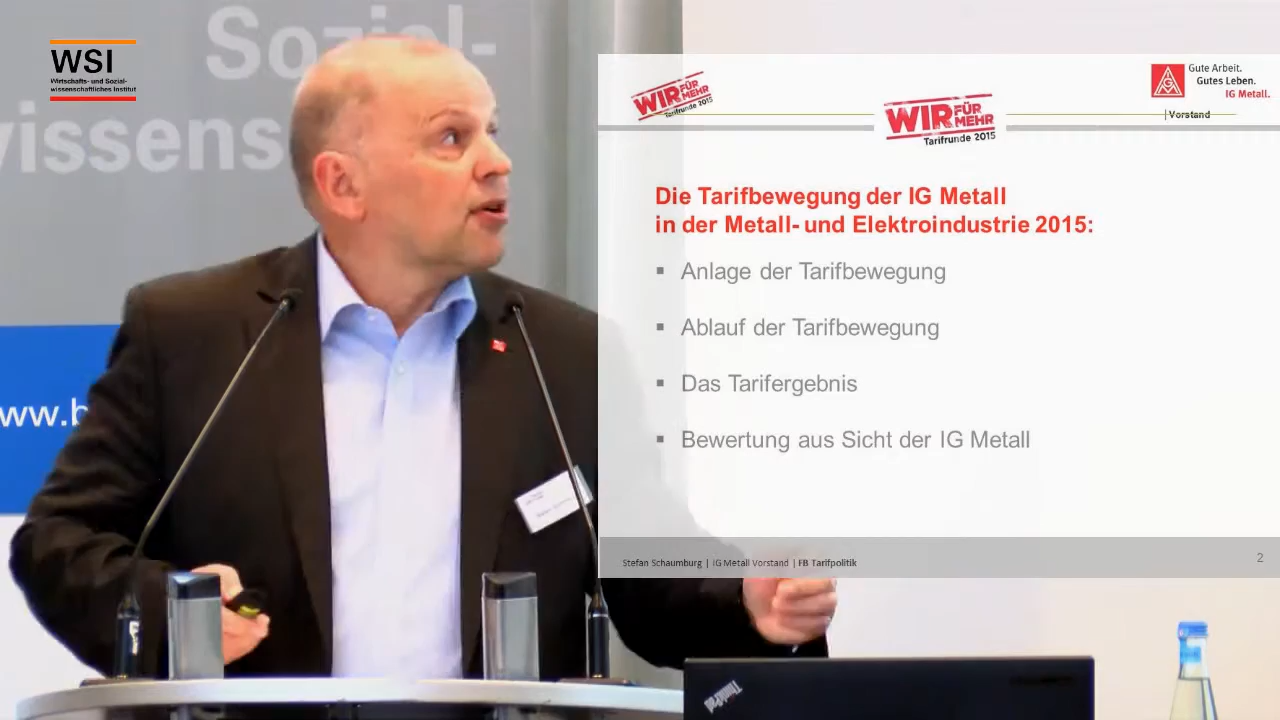 WSI
Wirtschafts- und Sozial-
wissenschaftliches Institut
Sozial-
wissens
ww.b
WIR FÜR MEHR
Tarifrunde 2015
WIR FÜR MEHR
Tarifrunde 2015
Gute Arbeit.
Gutes Leben.
IG Metall.
| Vorstand
Die Tarifbewegung der IG Metall
in der Metall- und Elektroindustrie 2015:
▪ Anlage der Tarifbewegung
▪ Ablauf der Tarifbewegung
▪ Das Tarifergebnis
▪ Bewertung aus Sicht der IG Metall
Stefan Schaumburg | IG Metall Vorstand | FB Tarifpolitik
2
ThinkPad